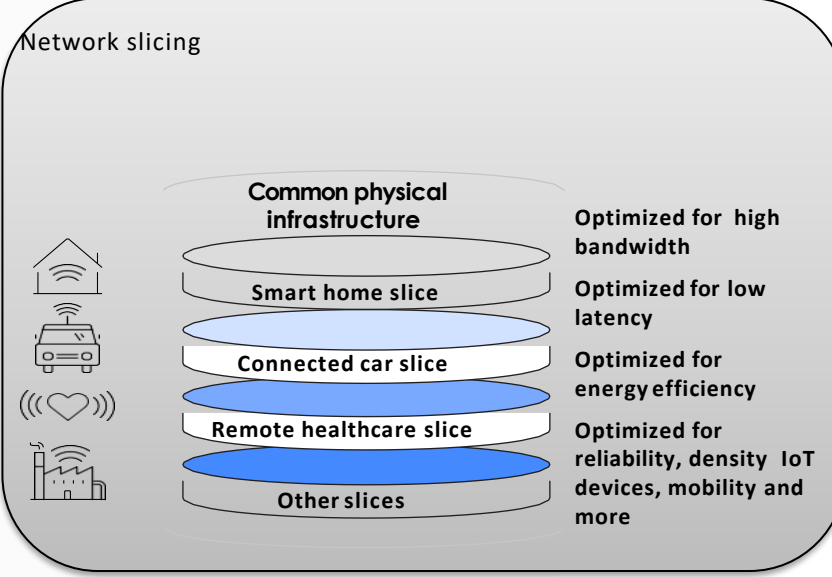 Network slicing
Common physical
infrastructure
Smart home slice
Connected car slice
Remote healthcare slice
Other slices
Optimized for high
bandwidth
Optimized for low
latency
Optimized for
energy efficiency
Optimized for
reliability, density IoT
devices, mobility and
more